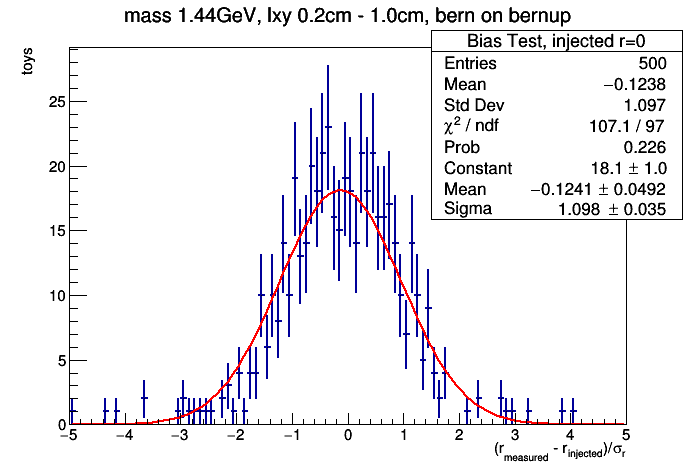 mass 1.44GeV, lxy 0.2cm - 1.0cm, bern on bernup
Bias Test, injected r=0
Entries 500
Mean −0.1238
Std Dev 1.097
χ² / ndf 107.1 / 97
Prob 0.226
Constant 18.1 ± 1.0
Mean −0.1241 ± 0.0492
Sigma 1.098 ± 0.035
toys
25
20
15
10
5
0
−5 −4 −3 −2 −1 0 1 2 3 4 5
(r_measured - r_injected)/σ_r